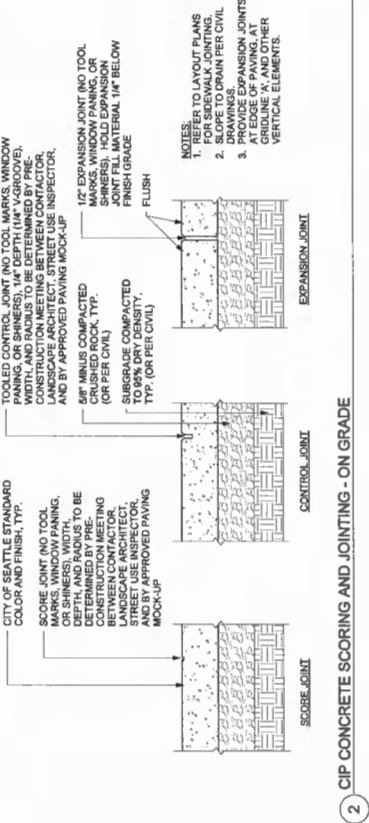 CITY OF SEATTLE STANDARD
COLOR AND FINISH, TYP.
SCORE JOINT (NO TOOL
MARKS, WINDOW PANING,
OR SHINERS), WIDTH,
DEPTH, AND RADIUS TO BE
DETERMINED BY PRE-
CONSTRUCTION MEETING
BETWEEN CONTACTOR,
LANDSCAPE ARCHITECT,
STREET USE INSPECTOR,
AND BY APPROVED PAVING
MOCK-UP
TOOLED CONTROL JOINT (NO TOOL MARKS, WINDOW
PANING, OR SHINERS), 1/4" DEPTH (1/4" V-GROOVE),
WIDTH, AND RADIUS TO BE DETERMINED BY PRE-
CONSTRUCTION MEETING BETWEEN CONTACTOR,
LANDSCAPE ARCHITECT, STREET USE INSPECTOR,
AND BY APPROVED PAVING MOCK-UP
5/8" MINUS COMPACTED
CRUSHED ROCK, TYP.
(OR PER CIVIL)
SUBGRADE COMPACTED
TO 95% DRY DENSITY,
TYP. (OR PER CIVIL)
1/2" EXPANSION JOINT (NO TOOL
MARKS, WINDOW PANING, OR
SHINERS). HOLD EXPANSION
JOINT FILL MATERIAL 1/4" BELOW
FINISH GRADE
FLUSH
NOTES:
1. REFER TO LAYOUT PLANS
FOR SIDEWALK JOINTING.
2. SLOPE TO DRAIN PER CIVIL
DRAWINGS.
3. PROVIDE EXPANSION JOINTS
AT EDGE OF PAVING, AT
GRIDLINE 'A', AND OTHER
VERTICAL ELEMENTS.
SCORE JOINT
CONTROL JOINT
EXPANSION JOINT
2 CIP CONCRETE SCORING AND JOINTING - ON GRADE